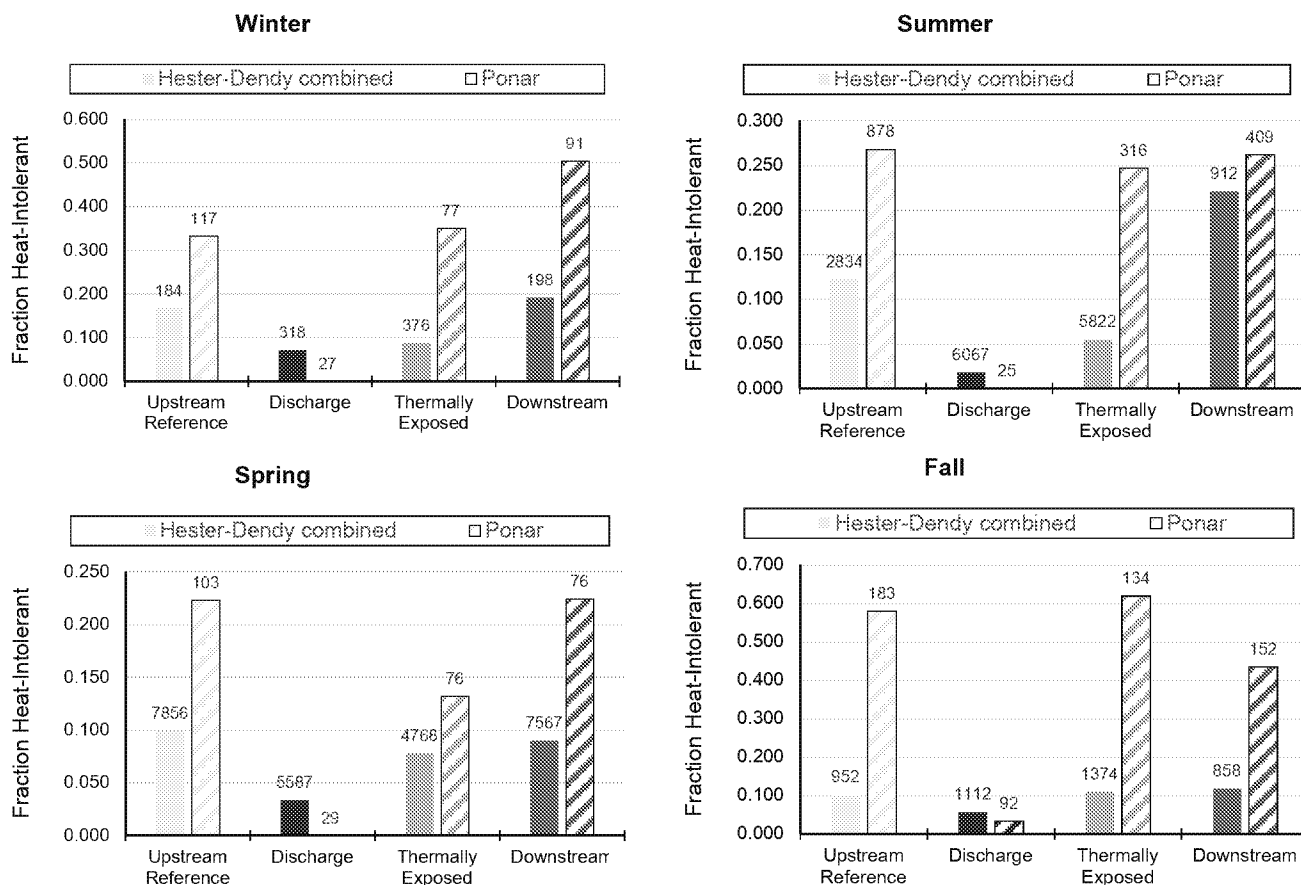 Winter
Hester-Dendy combined Ponar
Fraction Heat-Intolerant
0.600
0.500
0.400
0.300
0.200
0.100
0.000
184
117
318
27
376
77
198
91
Upstream
Reference
Discharge
Thermally
Exposed
Downstream
Summer
Hester-Dendy combined Ponar
Fraction Heat-Intolerant
0.300
0.250
0.200
0.150
0.100
0.050
0.000
2834
878
6067
25
5822
316
912
409
Upstream
Reference
Discharge
Thermally
Exposed
Downstream
Spring
Hester-Dendy combined Ponar
Fraction Heat-Intolerant
0.250
0.200
0.150
0.100
0.050
0.000
7856
103
5587
29
4768
76
7567
76
Upstream
Reference
Discharge
Thermally
Exposed
Downstream
Fall
Hester-Dendy combined Ponar
Fraction Heat-Intolerant
0.700
0.600
0.500
0.400
0.300
0.200
0.100
0.000
952
183
1112
92
1374
134
858
152
Upstream
Reference
Discharge
Thermally
Exposed
Downstream